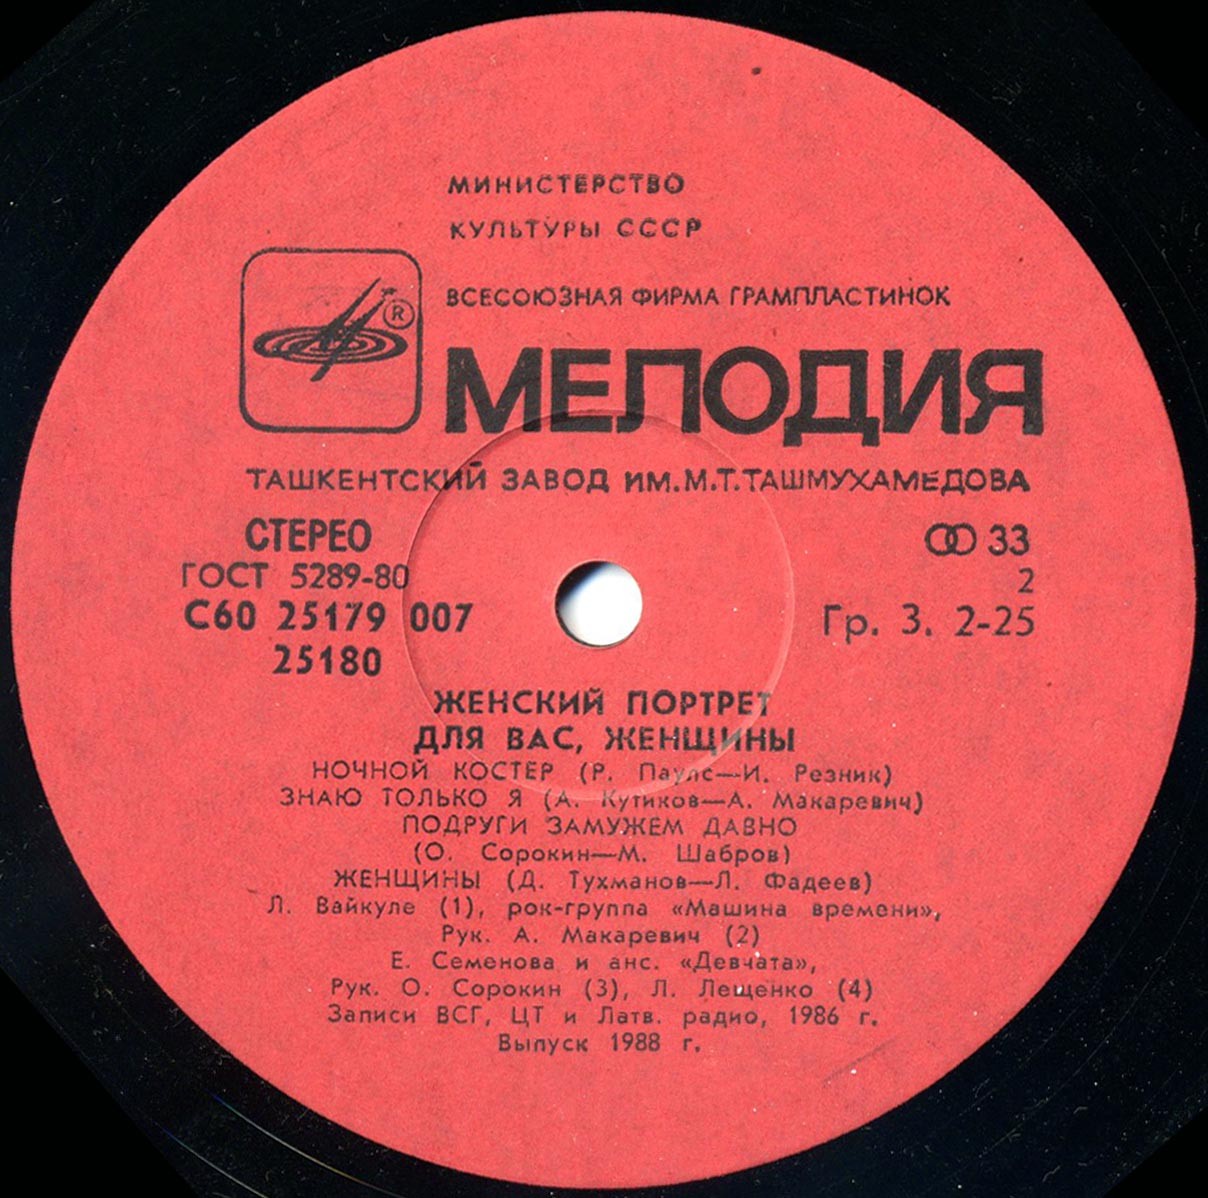 МИНИСТЕРСТВО
КУЛЬТУРЫ СССР
®
ВСЕСОЮЗНАЯ ФИРМА ГРАМПЛАСТИНОК
МЕЛОДИЯ
ТАШКЕНТСКИЙ ЗАВОД ИМ.М.Т.ТАШМУХАМЕДОВА
СТЕРЕО 33
ГОСТ 5289-80 2
С60 25179 007 Гр. 3. 2-25
25180
ЖЕНСКИЙ ПОРТРЕТ
ДЛЯ ВАС, ЖЕНЩИНЫ
НОЧНОЙ КОСТЕР (Р. Паулс—И. Резник)
ЗНАЮ ТОЛЬКО Я (А. Кутиков—А. Макаревич)
ПОДРУГИ ЗАМУЖЕМ ДАВНО
(О. Сорокин—М. Шабров)
ЖЕНЩИНЫ (Д. Тухманов—Л. Фадеев)
Л. Вайкуле (1), рок-группа «Машина времени»,
Рук. А. Макаревич (2)
Е. Семенова и анс. «Девчата»,
Рук. О. Сорокин (3), Л. Лещенко (4)
Записи ВСГ, ЦТ и Латв. радио, 1986 г.
Выпуск 1988 г.